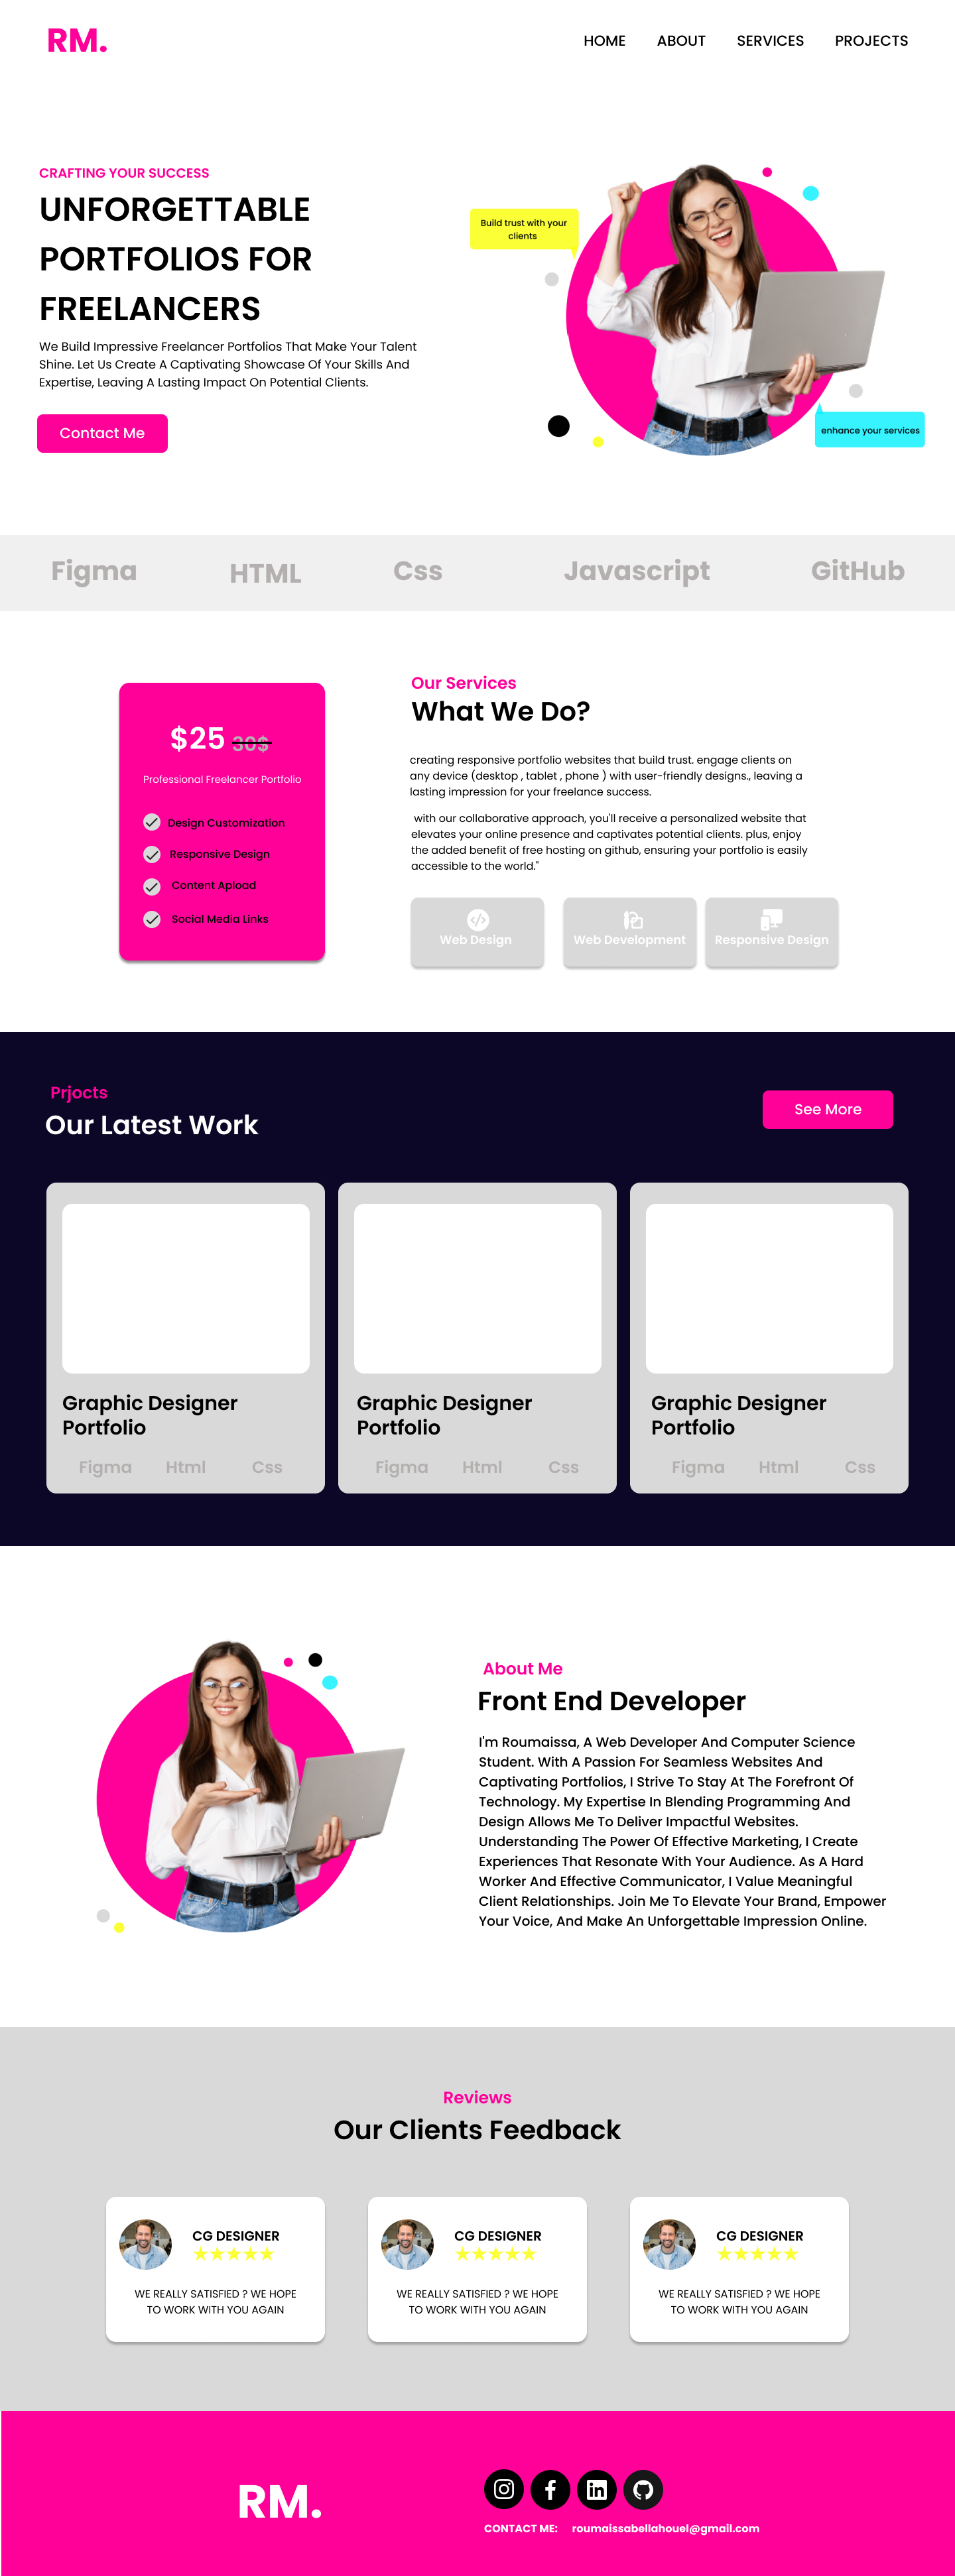 RM.
HOME ABOUT SERVICES PROJECTS
CRAFTING YOUR SUCCESS
UNFORGETTABLE
PORTFOLIOS FOR
FREELANCERS
We Build Impressive Freelancer Portfolios That Make Your Talent
Shine. Let Us Create A Captivating Showcase Of Your Skills And
Expertise, Leaving A Lasting Impact On Potential Clients.
Contact Me
Build trust with your
clients
enhance your services
Figma HTML Css Javascript GitHub
$25 30$
Professional Freelancer Portfolio
Design Customization
Responsive Design
Content Apload
Social Media Links
Our Services
What We Do?
creating responsive portfolio websites that build trust. engage clients on
any device (desktop , tablet , phone ) with user-friendly designs., leaving a
lasting impression for your freelance success.
with our collaborative approach, you'll receive a personalized website that
elevates your online presence and captivates potential clients. plus, enjoy
the added benefit of free hosting on github, ensuring your portfolio is easily
accessible to the world."
Web Design
Web Development
Responsive Design
Prjocts
Our Latest Work
See More
Graphic Designer
Portfolio
Figma Html Css
Graphic Designer
Portfolio
Figma Html Css
Graphic Designer
Portfolio
Figma Html Css
About Me
Front End Developer
I'm Roumaissa, A Web Developer And Computer Science
Student. With A Passion For Seamless Websites And
Captivating Portfolios, I Strive To Stay At The Forefront Of
Technology. My Expertise In Blending Programming And
Design Allows Me To Deliver Impactful Websites.
Understanding The Power Of Effective Marketing, I Create
Experiences That Resonate With Your Audience. As A Hard
Worker And Effective Communicator, I Value Meaningful
Client Relationships. Join Me To Elevate Your Brand, Empower
Your Voice, And Make An Unforgettable Impression Online.
Reviews
Our Clients Feedback
CG DESIGNER
WE REALLY SATISFIED ? WE HOPE
TO WORK WITH YOU AGAIN
CG DESIGNER
WE REALLY SATISFIED ? WE HOPE
TO WORK WITH YOU AGAIN
CG DESIGNER
WE REALLY SATISFIED ? WE HOPE
TO WORK WITH YOU AGAIN
RM.
CONTACT ME: roumaissabellahouel@gmail.com